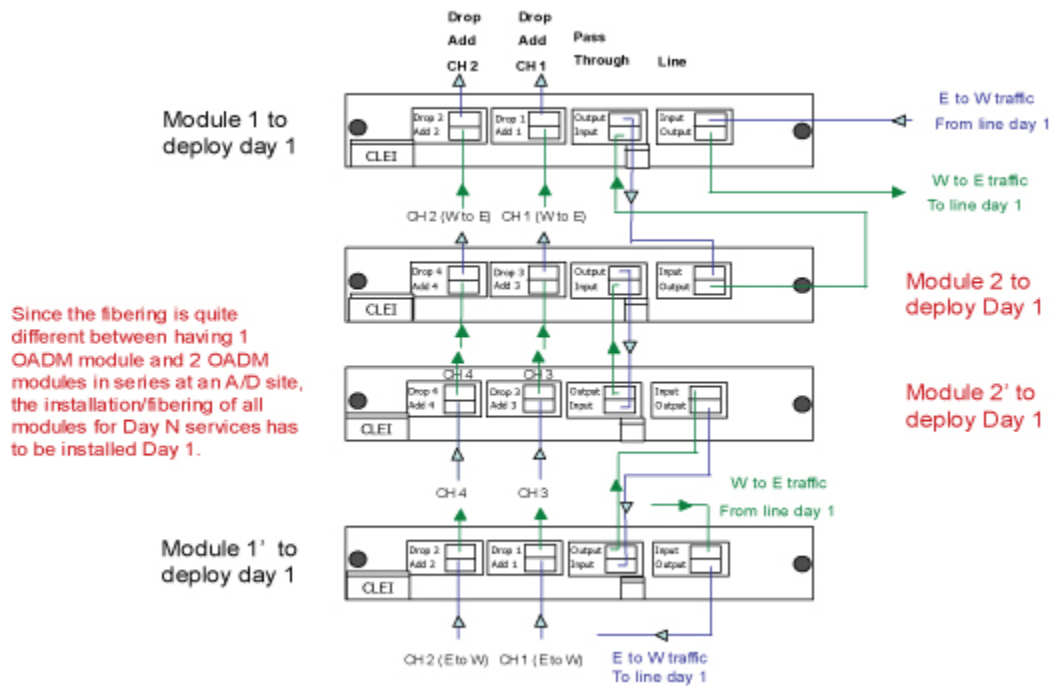 Drop
Add
CH 2
Drop
Add
CH 1
Pass
Through
Line
Module 1 to
deploy day 1
Drop 2
Add 2
Drop 1
Add 1
Output
Input
Input
Output
CLEI
E to W traffic
From line day 1
W to E traffic
To line day 1
CH 2 (W to E)
CH 1 (W to E)
Drop 4
Add 4
Drop 3
Add 3
Output
Input
Input
Output
CLEI
Module 2 to
deploy Day 1
Since the fibering is quite
different between having 1
OADM module and 2 OADM
modules in series at an A/D site,
the installation/fibering of all
modules for Day N services has
to be installed Day 1.
CH 4
CH 3
Drop 4
Add 4
Drop 3
Add 3
Output
Input
Input
Output
CLEI
Module 2' to
deploy Day 1
CH 4
CH 3
W to E traffic
From line day 1
Module 1' to
deploy day 1
Drop 2
Add 2
Drop 1
Add 1
Output
Input
Input
Output
CLEI
CH 2 (E to W)
CH 1 (E to W)
E to W traffic
To line day 1